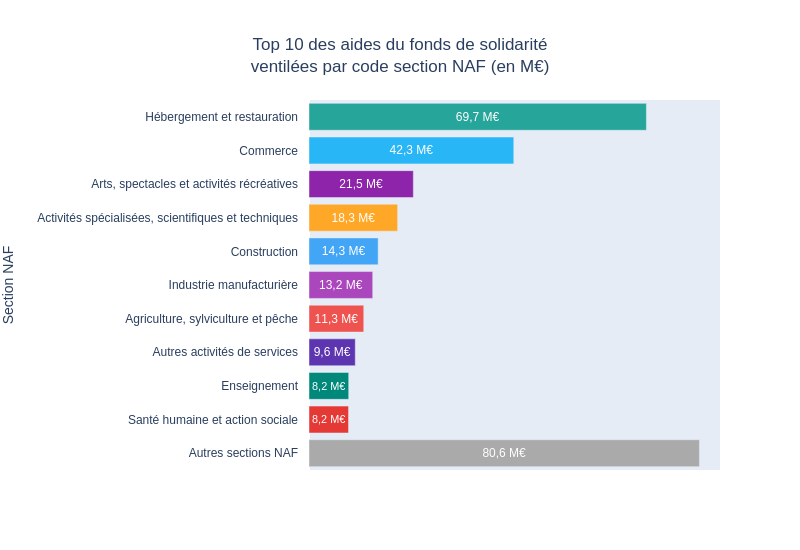 Top 10 des aides du fonds de solidarité
ventilées par code section NAF (en M€)
Section NAF
Hébergement et restauration 69,7 M€
Commerce 42,3 M€
Arts, spectacles et activités récréatives 21,5 M€
Activités spécialisées, scientifiques et techniques 18,3 M€
Construction 14,3 M€
Industrie manufacturière 13,2 M€
Agriculture, sylviculture et pêche 11,3 M€
Autres activités de services 9,6 M€
Enseignement 8,2 M€
Santé humaine et action sociale 8,2 M€
Autres sections NAF 80,6 M€